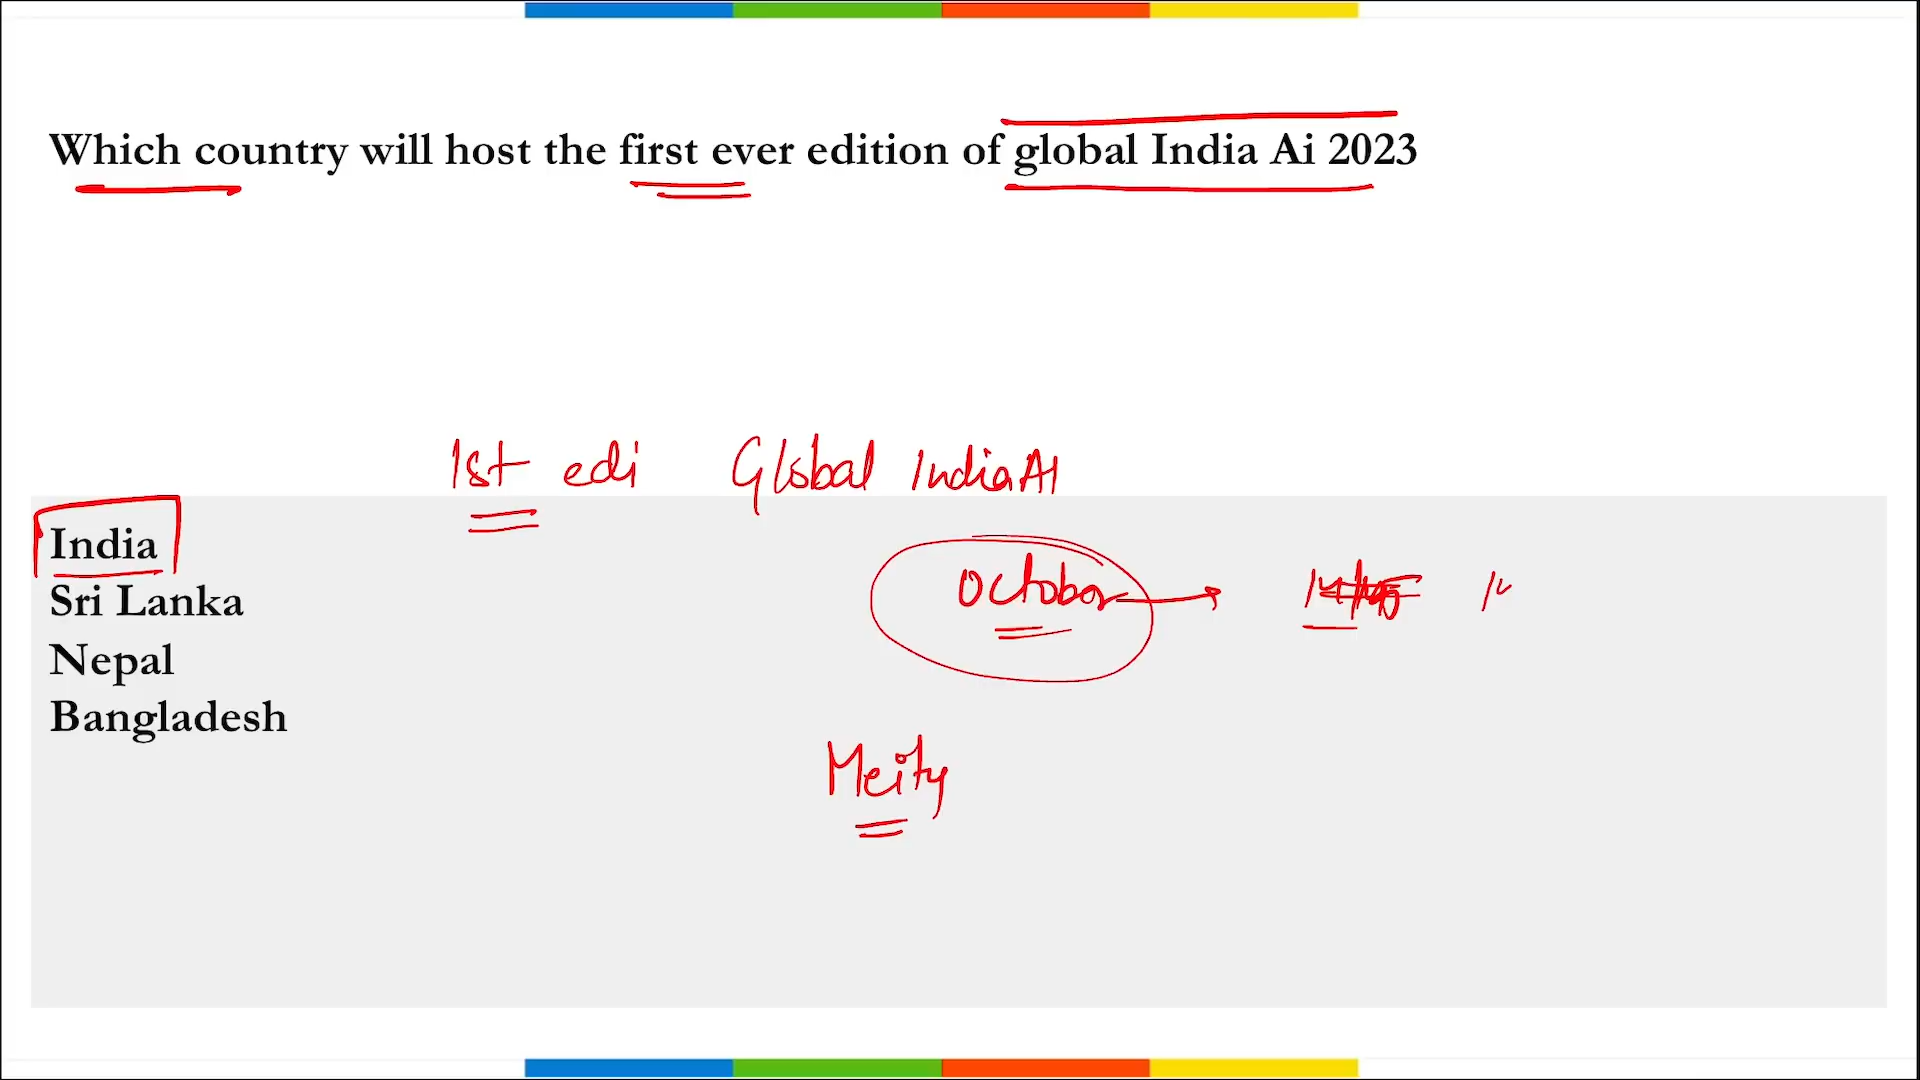 Which country will host the first ever edition of global India Ai 2023
1st edi Global IndiaAI
India
October
Sri Lanka
Nepal
Bangladesh
Meity